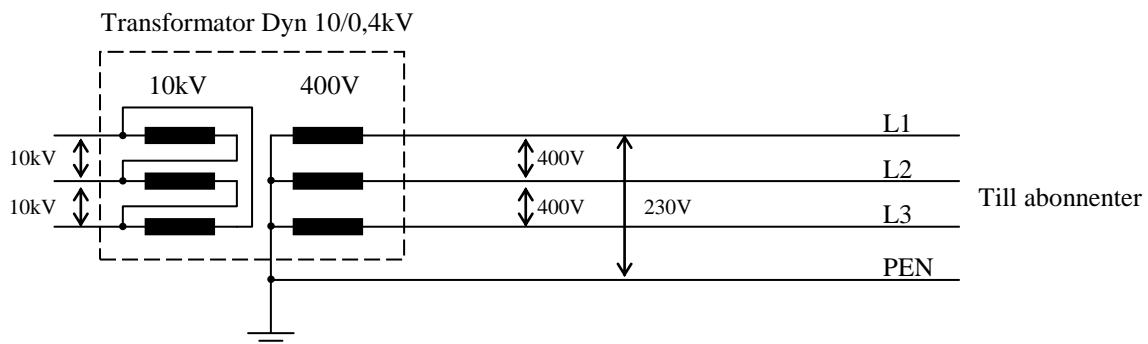 Transformator Dyn 10/0,4kV
10kV
400V
L1
10kV
400V
L2
10kV
400V
230V
Till abonnenter
L3
PEN